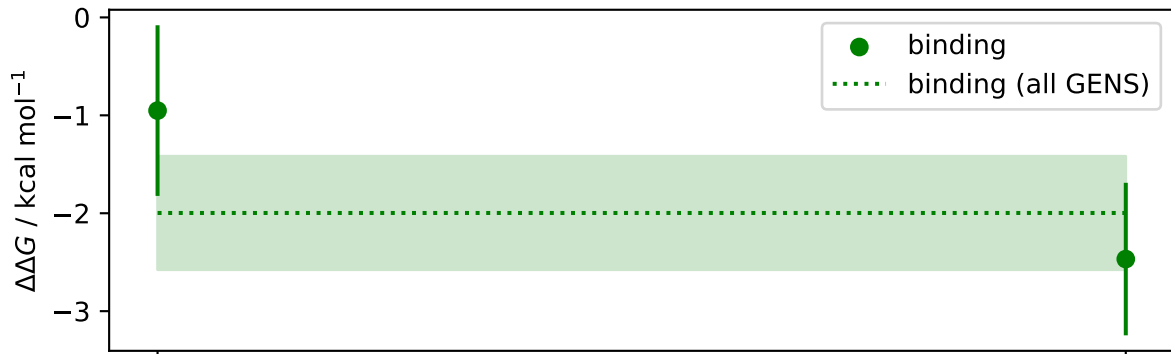 0
−1
−2
−3
ΔΔG / kcal mol⁻¹
binding
binding (all GENS)